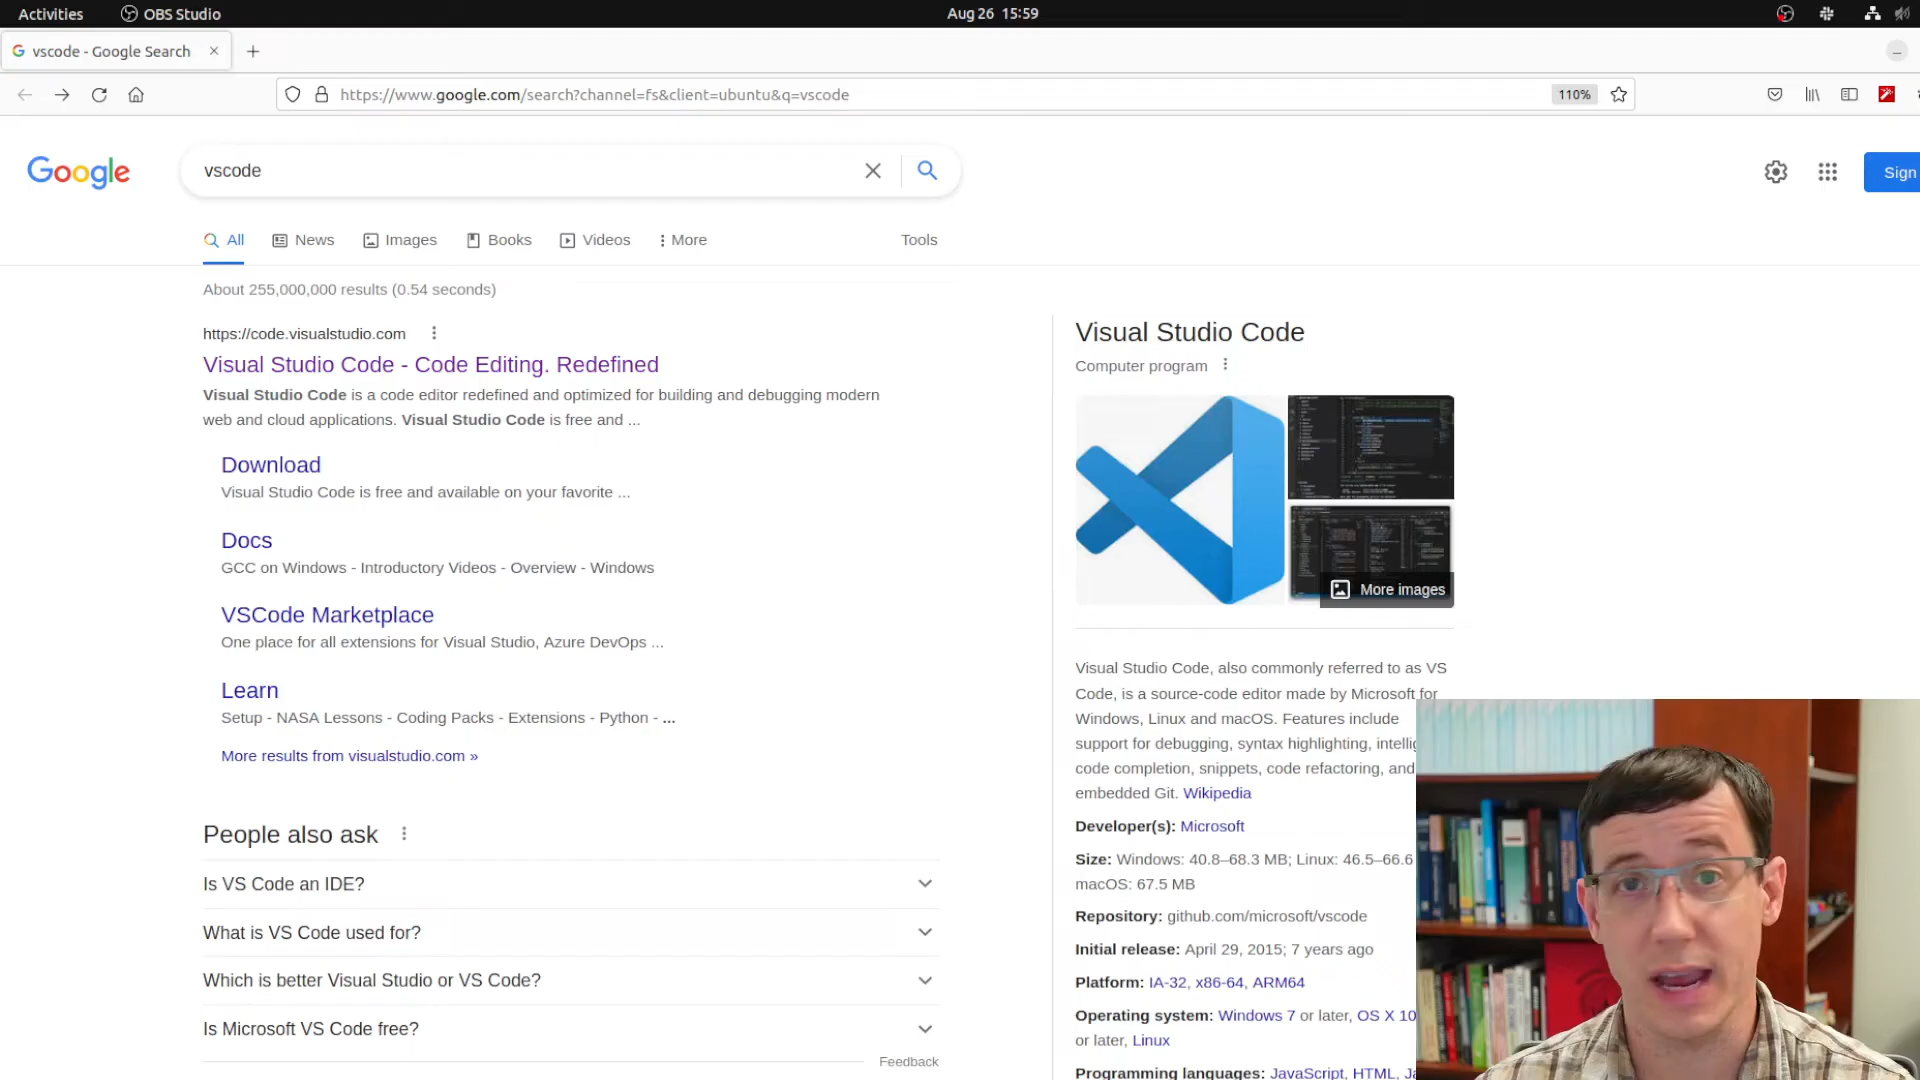 Activities
OBS Studio
Aug 26 15:59
vscode - Google Search
https://www.google.com/search?channel=fs&client=ubuntu&q=vscode
110%
Google
vscode
Sign
All
News
Images
Books
Videos
More
Tools
About 255,000,000 results (0.54 seconds)
https://code.visualstudio.com
Visual Studio Code - Code Editing. Redefined
Visual Studio Code is a code editor redefined and optimized for building and debugging modern
web and cloud applications. Visual Studio Code is free and ...
Download
Visual Studio Code is free and available on your favorite ...
Docs
GCC on Windows - Introductory Videos - Overview - Windows
VSCode Marketplace
One place for all extensions for Visual Studio, Azure DevOps ...
Learn
Setup - NASA Lessons - Coding Packs - Extensions - Python - ...
More results from visualstudio.com »
People also ask
Is VS Code an IDE?
What is VS Code used for?
Which is better Visual Studio or VS Code?
Is Microsoft VS Code free?
Feedback
Visual Studio Code
Computer program
More images
Visual Studio Code, also commonly referred to as VS
Code, is a source-code editor made by Microsoft for
Windows, Linux and macOS. Features include
support for debugging, syntax highlighting,
code completion, snippets, code refactoring, and
embedded Git. Wikipedia
Developer(s): Microsoft
Size: Windows: 40.8–68.3 MB; Linux: 46.5–66.6
macOS: 67.5 MB
Repository: github.com/microsoft/vscode
Initial release: April 29, 2015; 7 years ago
Platform: IA-32, x86-64, ARM64
Operating system: Windows 7 or later, OS X 10
or later, Linux
Programming languages: JavaScript, HTML,